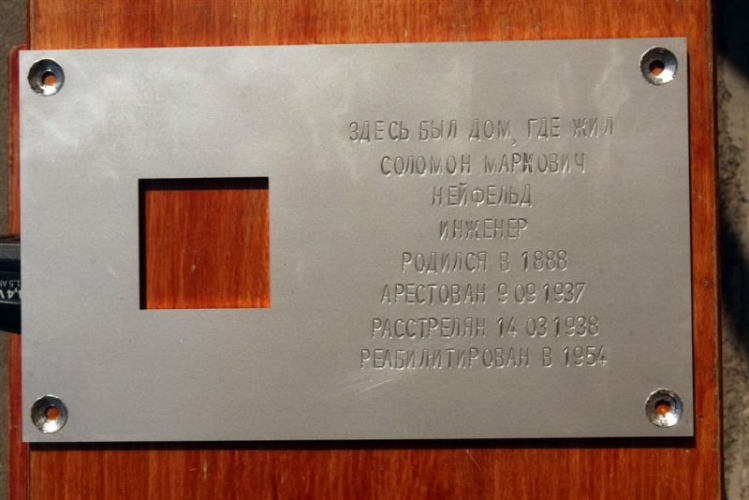 ЗДЕСЬ БЫЛ ДОМ, ГДЕ ЖИЛ
СОЛОМОН МАРКОВИЧ
НЕЙФЕЛЬД
ИНЖЕНЕР
РОДИЛСЯ В 1888
АРЕСТОВАН 9 09 1937
РАССТРЕЛЯН 14 03 1938
РЕАБИЛИТИРОВАН В 1954